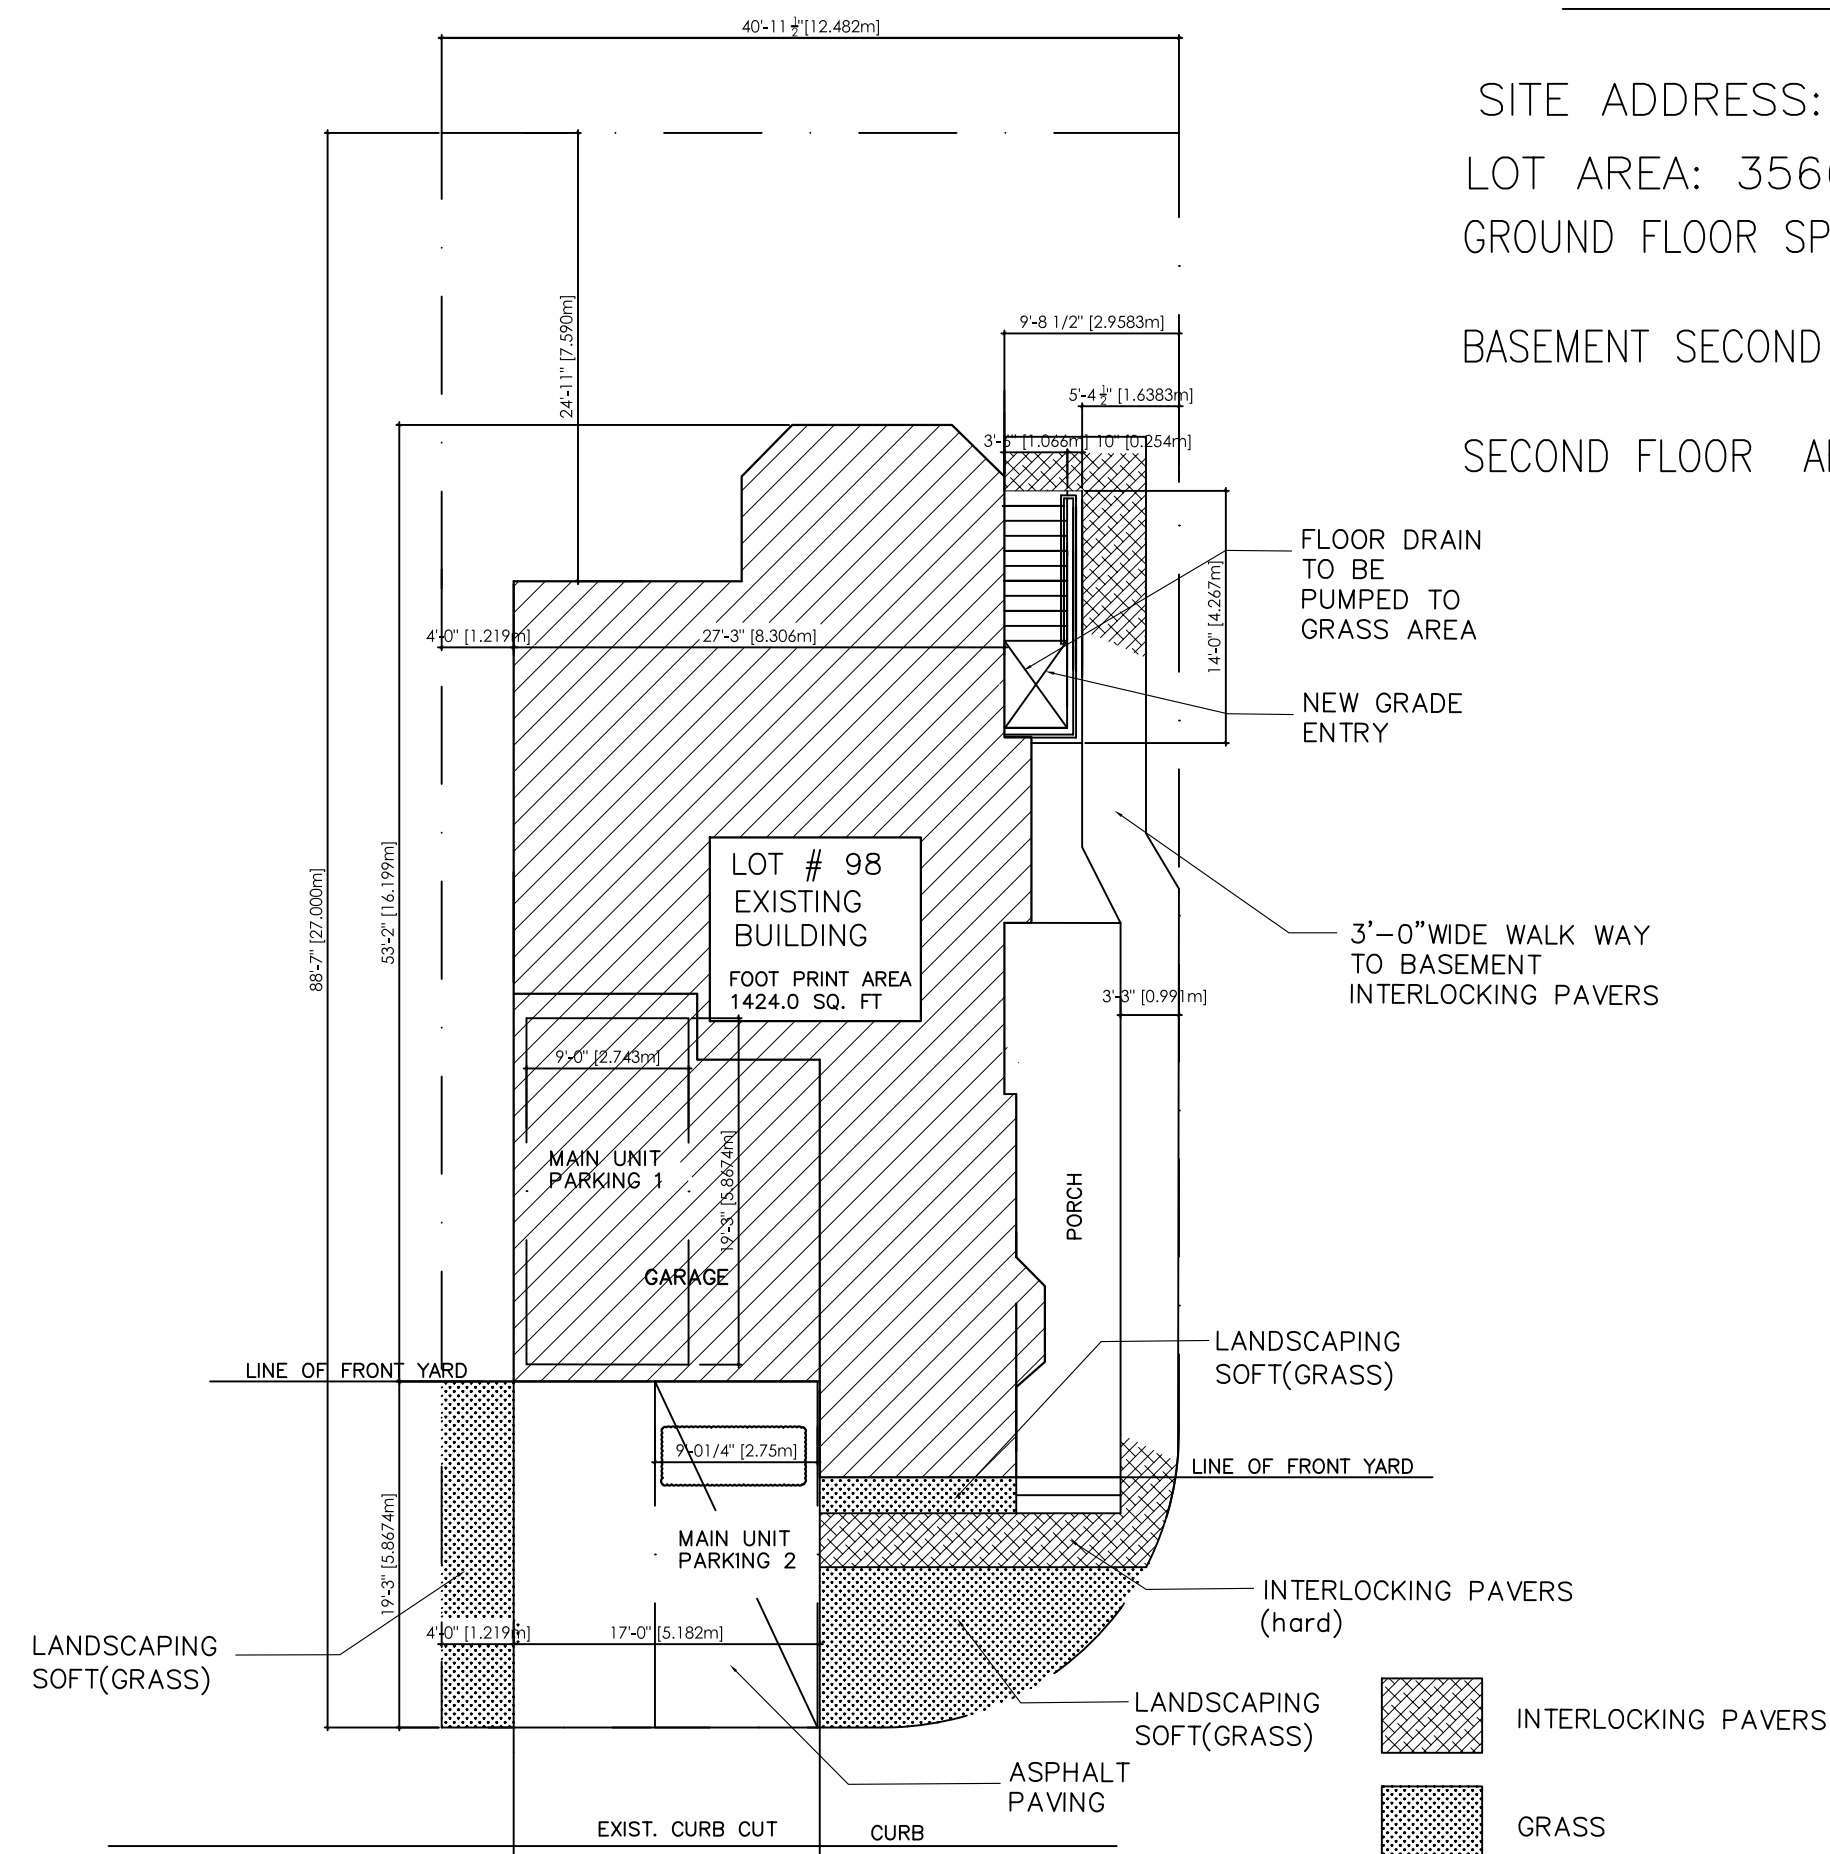 40'-11 ½" [12.482m]
SITE ADDRESS:
LOT AREA: 356
GROUND FLOOR SP
BASEMENT SECOND
SECOND FLOOR
24'-11" [7.590m]
9'-8 1/2" [2.9583m]
5'-4 ½" [1.6383m]
3'-6" [1.066m]
10" [0.254m]
FLOOR DRAIN
TO BE
PUMPED TO
GRASS AREA
14'-0" [4.267m]
4'-0" [1.219m]
27'-3" [8.306m]
NEW GRADE
ENTRY
88'-7" [27.000m]
53'-2" [16.199m]
LOT # 98
EXISTING
BUILDING
FOOT PRINT AREA
1424.0 SQ. FT
3'-0"WIDE WALK WAY
TO BASEMENT
INTERLOCKING PAVERS
3'-3" [0.991m]
9'-0" [2.743m]
MAIN UNIT
PARKING 1
19'-3" [5.8674m]
GARAGE
PORCH
LANDSCAPING
SOFT(GRASS)
LINE OF FRONT YARD
9'-01/4" [2.75m]
LINE OF FRONT YARD
19'-3" [5.8674m]
MAIN UNIT
PARKING 2
INTERLOCKING PAVERS
(hard)
4'-0" [1.219m]
17'-0" [5.182m]
LANDSCAPING
SOFT(GRASS)
LANDSCAPING
SOFT(GRASS)
INTERLOCKING PAVERS
ASPHALT
PAVING
GRASS
EXIST. CURB CUT
CURB